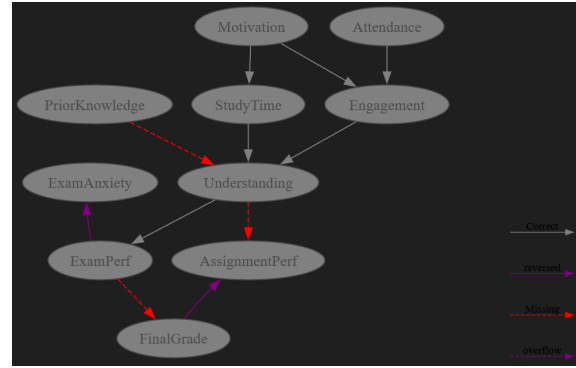 Motivation
Attendance
PriorKnowledge
StudyTime
Engagement
ExamAnxiety
Understanding
ExamPerf
AssignmentPerf
FinalGrade
Correct
reversed
Missing
overflow